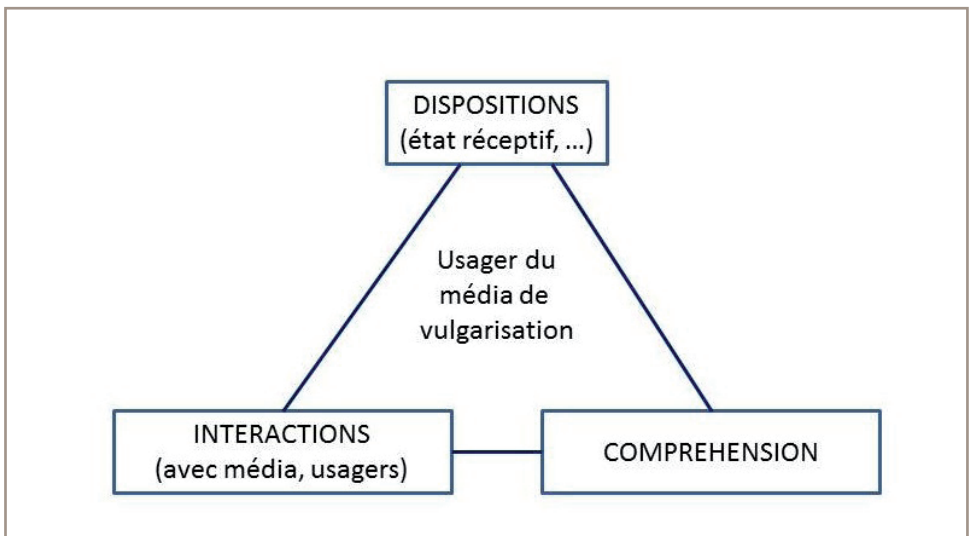 DISPOSITIONS
(état réceptif, ...)
Usager du
média de
vulgarisation
INTERACTIONS
(avec média, usagers)
COMPREHENSION